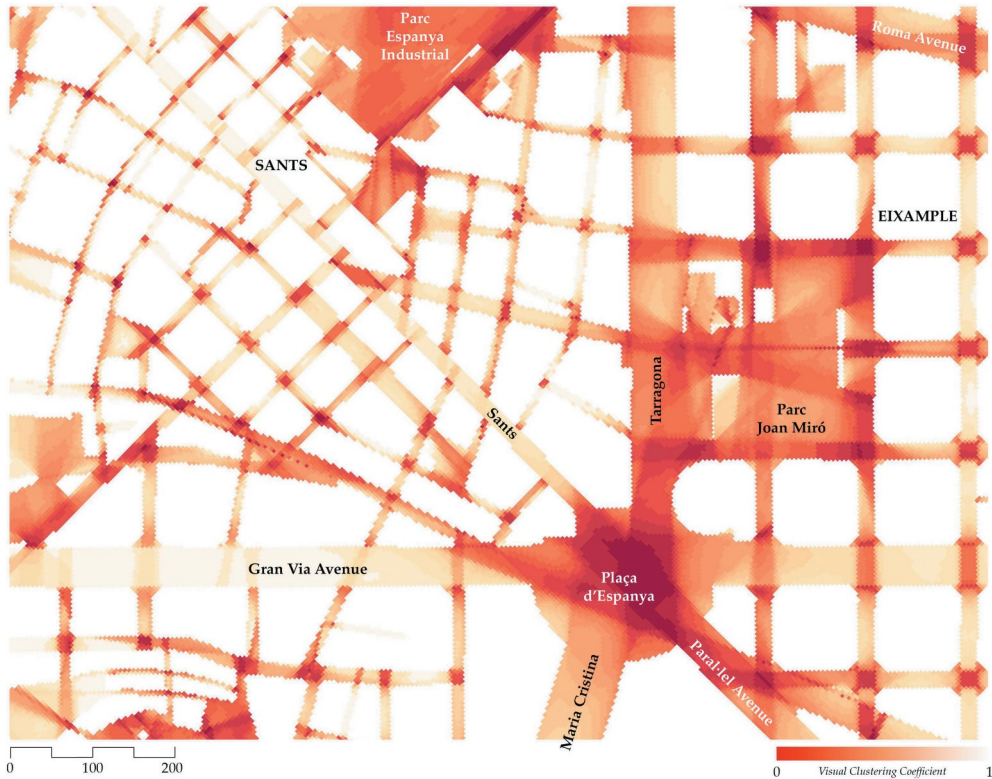 Parc
Espanya
Industrial
Roma Avenue
SANTS
EIXAMPLE
Tarragona
Sants
Parc
Joan Miró
Gran Via Avenue
Plaça
d'Espanya
Maria Cristina
Paral·lel Avenue
0 100 200
0 Visual Clustering Coefficient 1